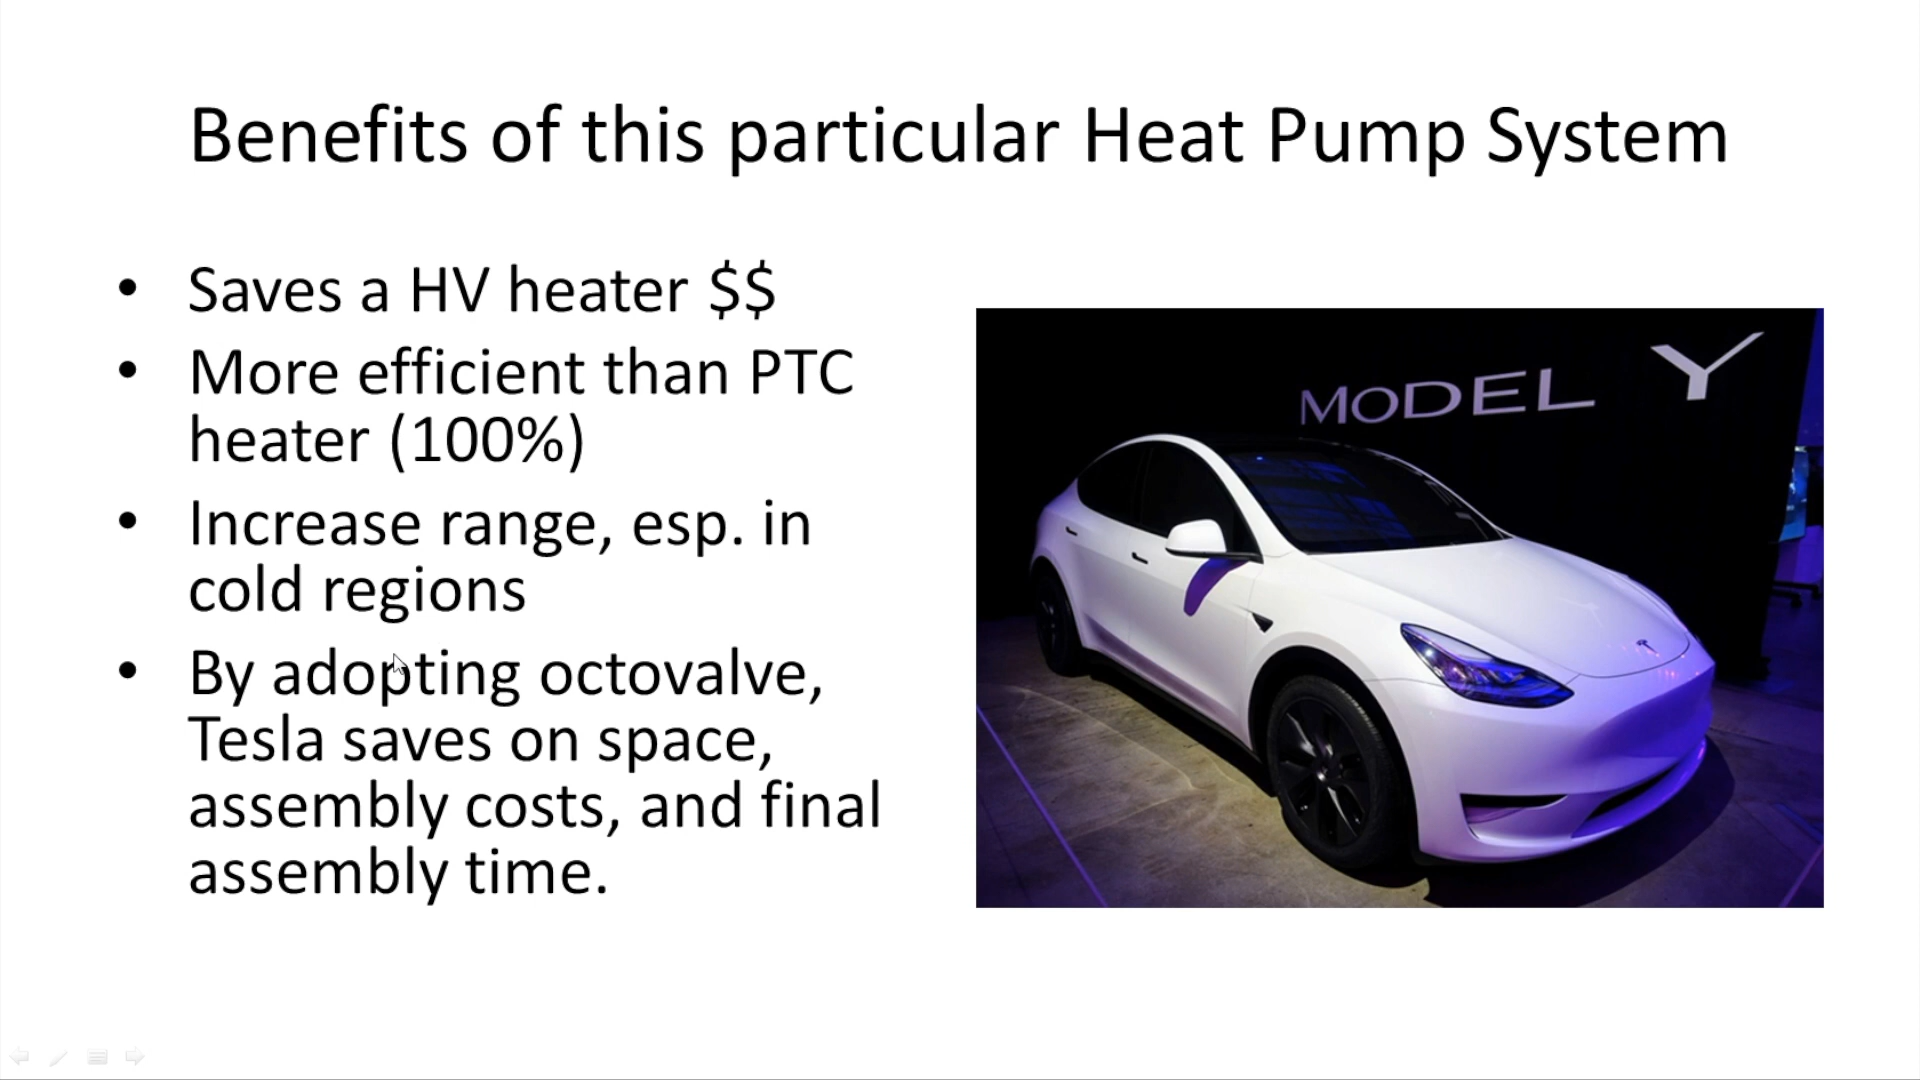 Benefits of this particular Heat Pump System
• Saves a HV heater $$
• More efficient than PTC
heater (100%)
• Increase range, esp. in
cold regions
• By adopting octovalve,
Tesla saves on space,
assembly costs, and final
assembly time.
MODEL Y